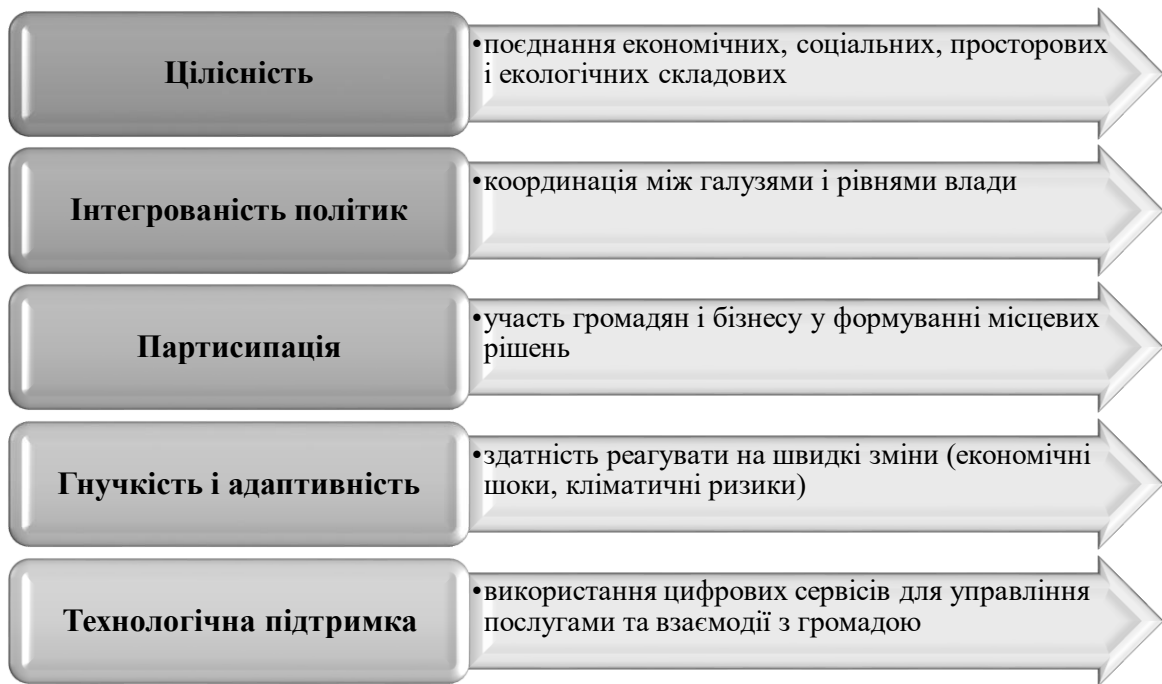 Цілісність
•поєднання економічних, соціальних, просторових
і екологічних складових
Інтегрованість політик
•координація між галузями і рівнями влади
Партисипація
•участь громадян і бізнесу у формуванні місцевих
рішень
Гнучкість і адаптивність
•здатність реагувати на швидкі зміни (економічні
шоки, кліматичні ризики)
Технологічна підтримка
•використання цифрових сервісів для управління
послугами та взаємодії з громадою